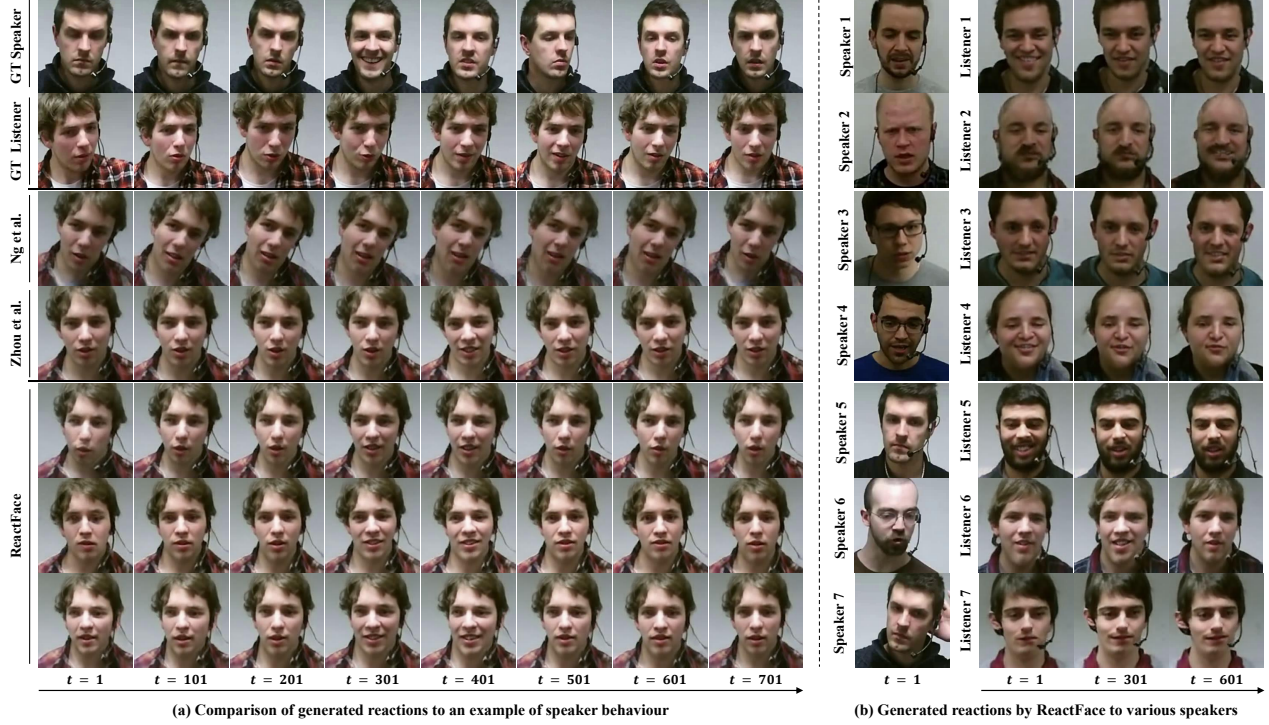 GT Speaker
GT Listener
Ng et al.
Zhou et al.
ReactFace
t = 1
t = 101
t = 201
t = 301
t = 401
t = 501
t = 601
t = 701
(a) Comparison of generated reactions to an example of speaker behaviour
Speaker 1
Listener 1
Speaker 2
Listener 2
Speaker 3
Listener 3
Speaker 4
Listener 4
Speaker 5
Listener 5
Speaker 6
Listener 6
Speaker 7
Listener 7
t = 1
t = 1
t = 301
t = 601
(b) Generated reactions by ReactFace to various speakers